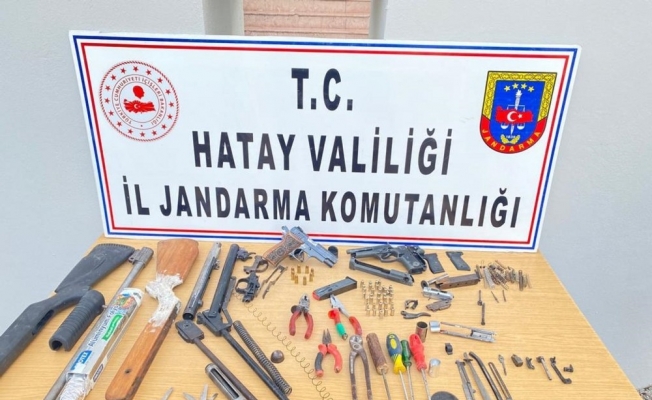 T.C.
HATAY VALİLİĞİ
İL JANDARMA KOMUTANLIĞI
JANDARMA